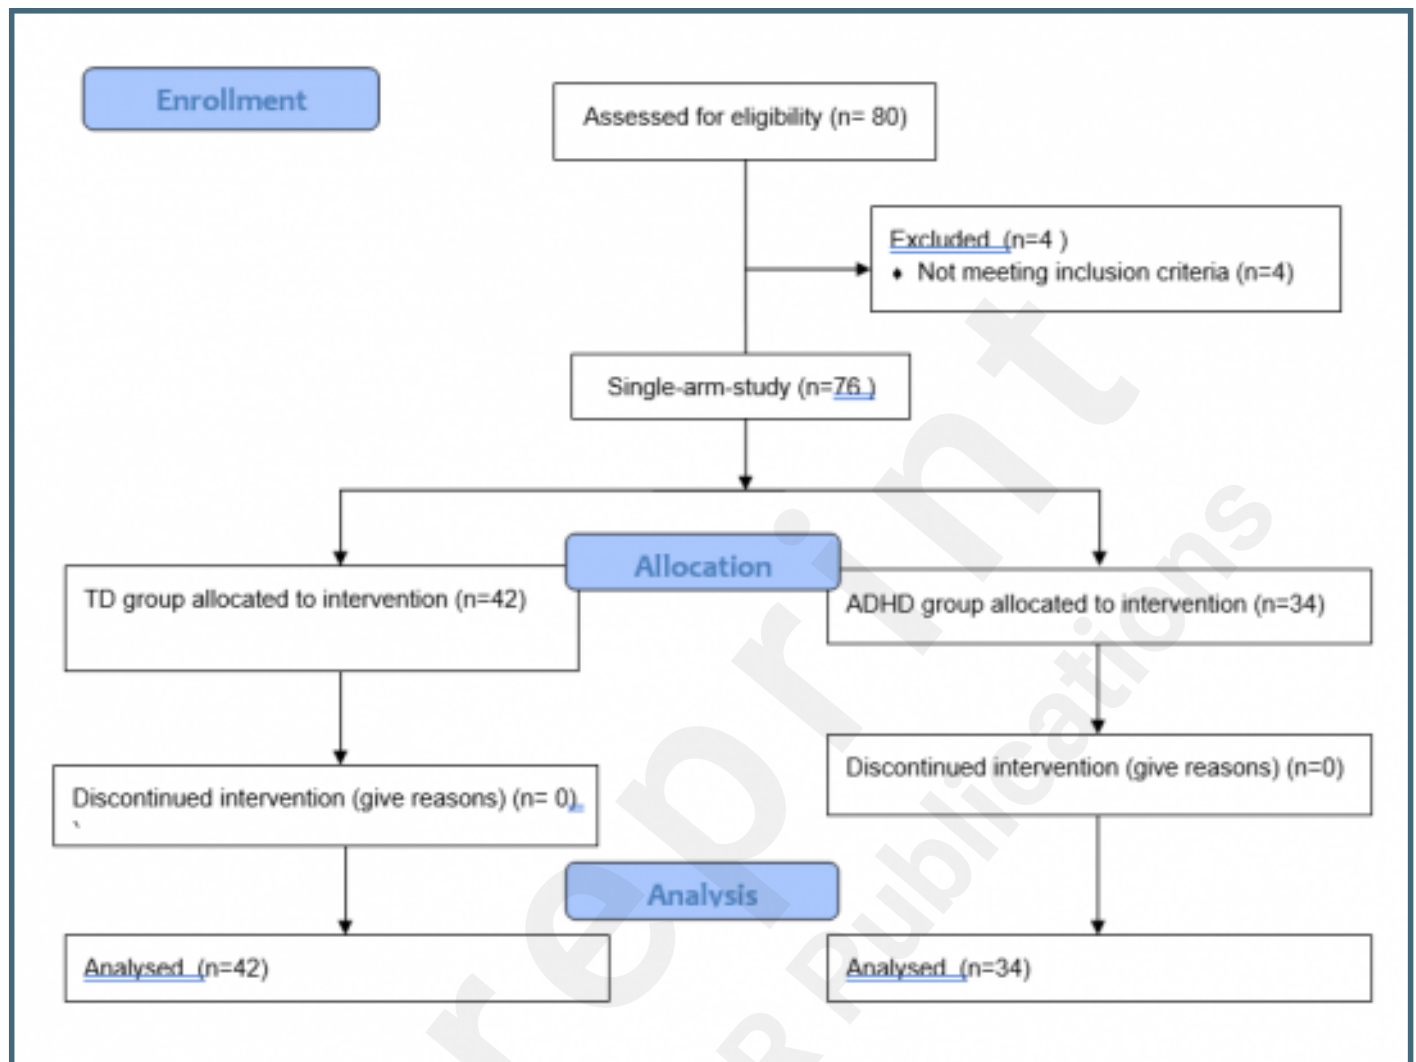 Enrollment
Assessed for eligibility (n= 80)
Excluded (n=4 )
♦ Not meeting inclusion criteria (n=4)
Single-arm-study (n=76 )
Allocation
TD group allocated to intervention (n=42)
ADHD group allocated to intervention (n=34)
Discontinued intervention (give reasons) (n= 0)
`
Discontinued intervention (give reasons) (n=0)
Analysis
Analysed (n=42)
Analysed (n=34)
reprint
R Publications